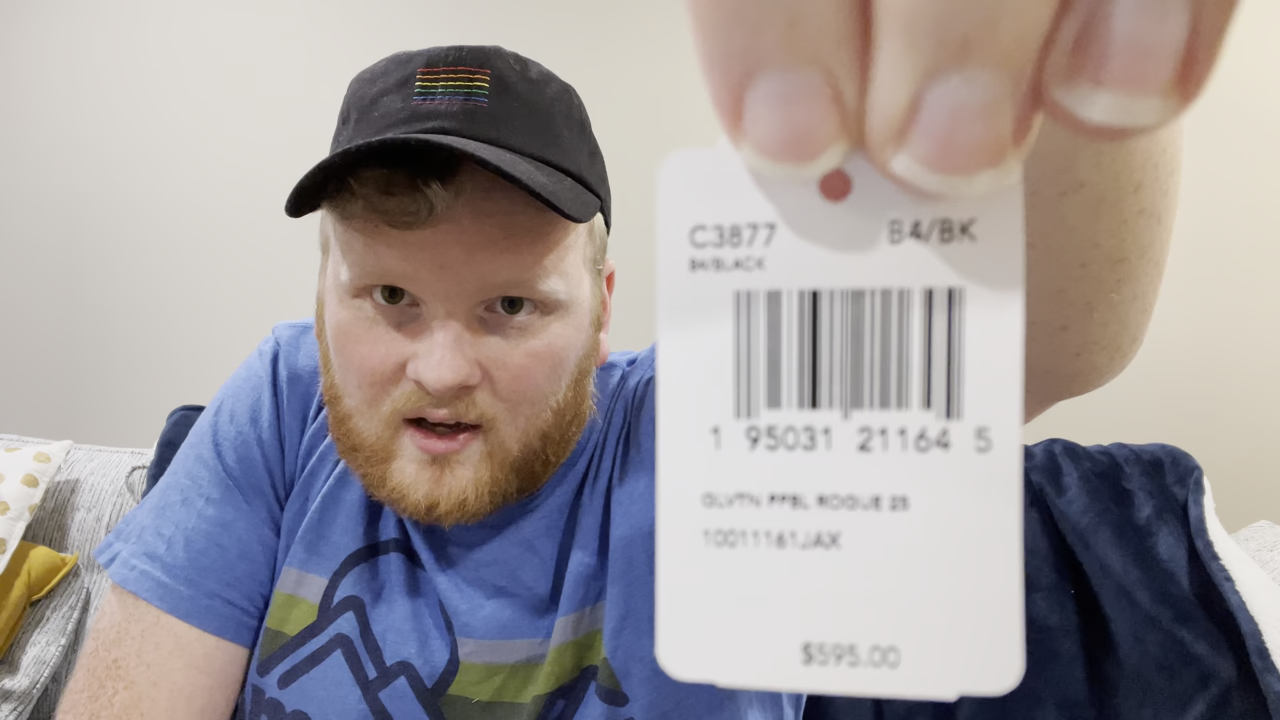 C3877 B4/BK
B4/BLACK
1 95031 21164 5
GLVTN PPBL ROGUE 25
10011161JAX
$595.00